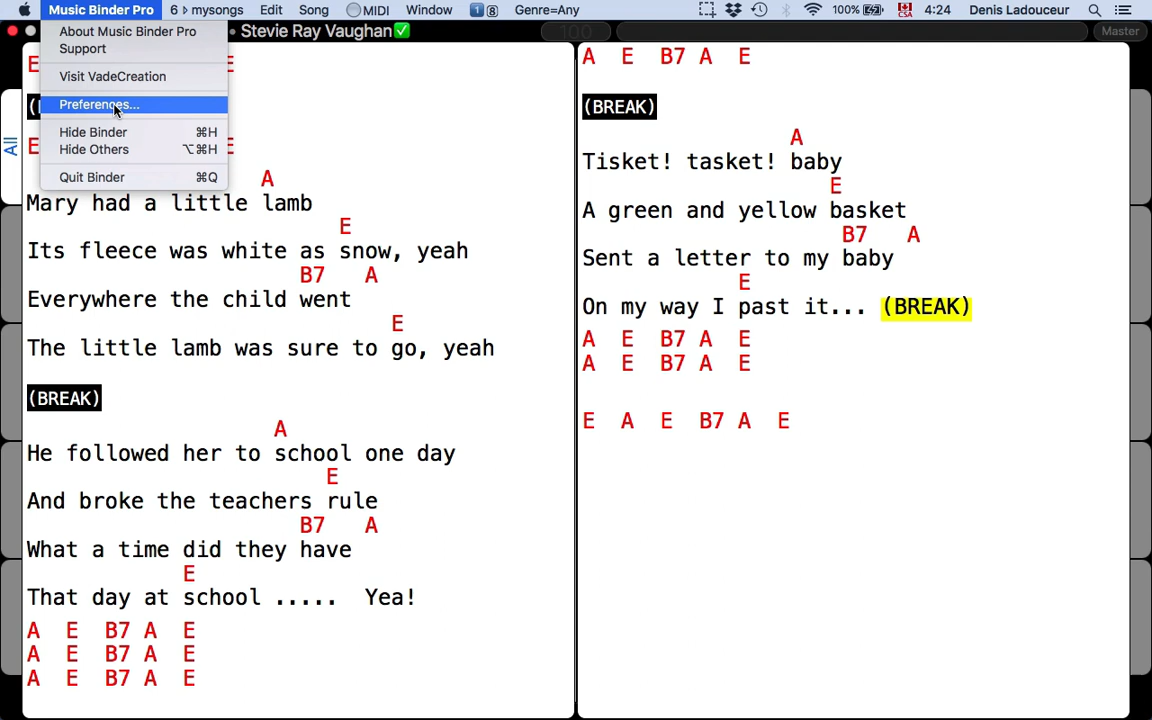 Music Binder Pro 6 mysongs Edit Song MIDI Window 1 8 Genre=Any 100% 4:24 Denis Ladouceur
• Stevie Ray Vaughan 100 Master
About Music Binder Pro
Support
Visit VadeCreation
Preferences...
Hide Binder ⌘H
Hide Others ⌥⌘H
Quit Binder ⌘Q
All
E E
(
E E
A
Mary had a little lamb
E
Its fleece was white as snow, yeah
B7 A
Everywhere the child went
E
The little lamb was sure to go, yeah
(BREAK)
A
He followed her to school one day
E
And broke the teachers rule
B7 A
What a time did they have
E
That day at school ..... Yea!
A E B7 A E
A E B7 A E
A E B7 A E
A E B7 A E
(BREAK)
A
Tisket! tasket! baby
E
A green and yellow basket
B7 A
Sent a letter to my baby
E
On my way I past it... (BREAK)
A E B7 A E
A E B7 A E
E A E B7 A E